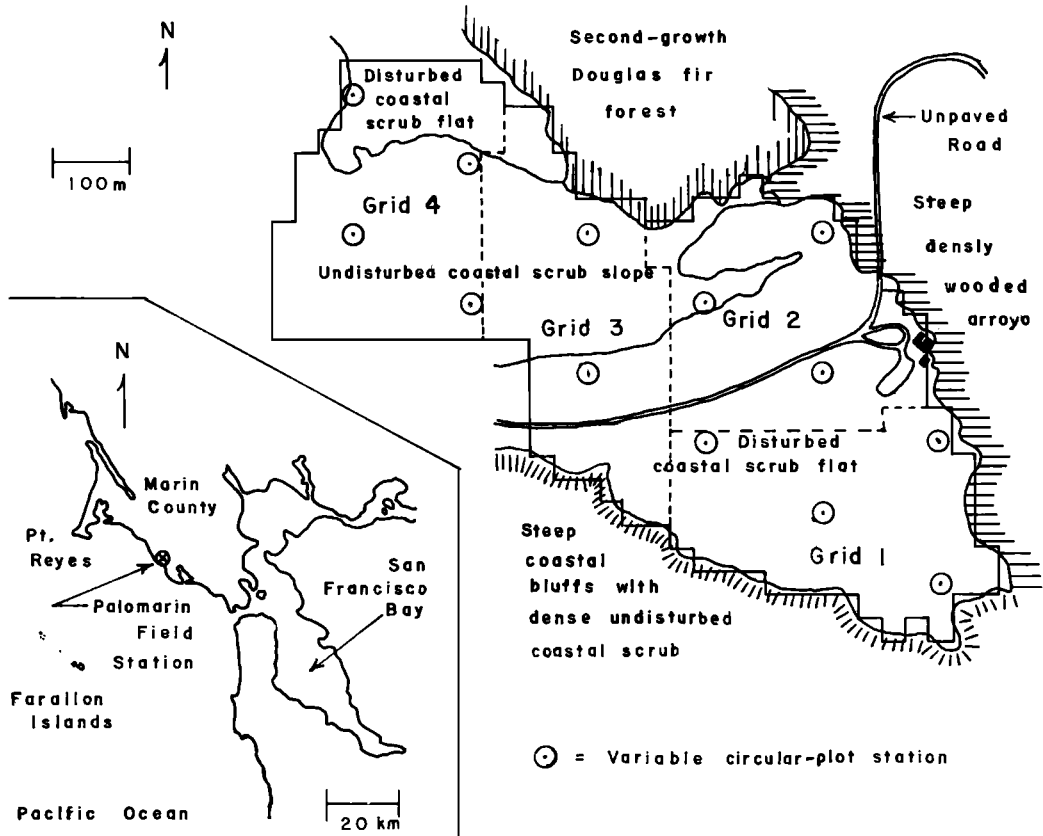 N
100m
Disturbed
coastal
scrub flat
Second-growth
Douglas fir
forest
Unpaved
Road
Steep
densly
wooded
arroyo
Grid 4
Undisturbed coastal scrub slope
Grid 3
Grid 2
Disturbed
coastal scrub flat
Grid 1
Steep
coastal
bluffs with
dense undisturbed
coastal scrub
= Variable circular-plot station
N
Marin
County
Pt.
Reyes
Palomarin
Field
Station
San
Francisco
Bay
Farallon
Islands
Pacific Ocean
20 km